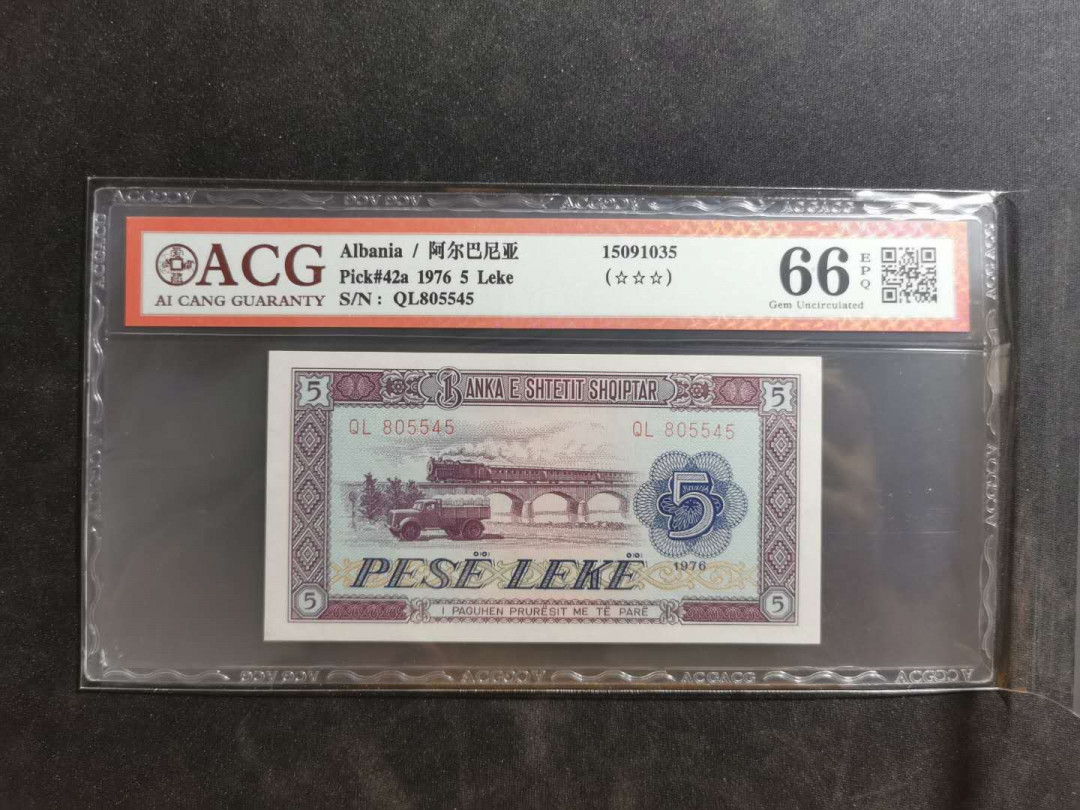 ACG
AI CANG GUARANTY
Albania / 阿尔巴尼亚
Pick#42a 1976 5 Leke
S/N: QL805545
15091035
(☆☆☆)
66
EPQ
Gem Uncirculated
5
BANKA E SHTETIT SHQIPTAR
5
QL 805545
QL 805545
5
PESË LEKË
1976
5
I PAGUHEN PRURËSIT ME TË PARË
5